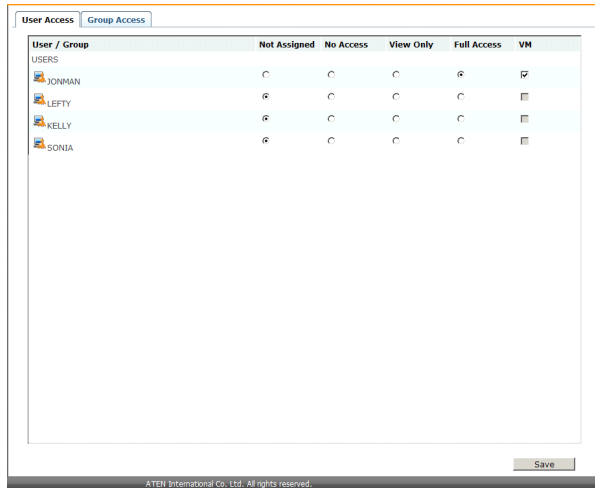 User Access Group Access
User / Group Not Assigned No Access View Only Full Access VM
USERS
JONMAN
LEFTY
KELLY
SONIA
Save
ATEN International Co. Ltd. All rights reserved.